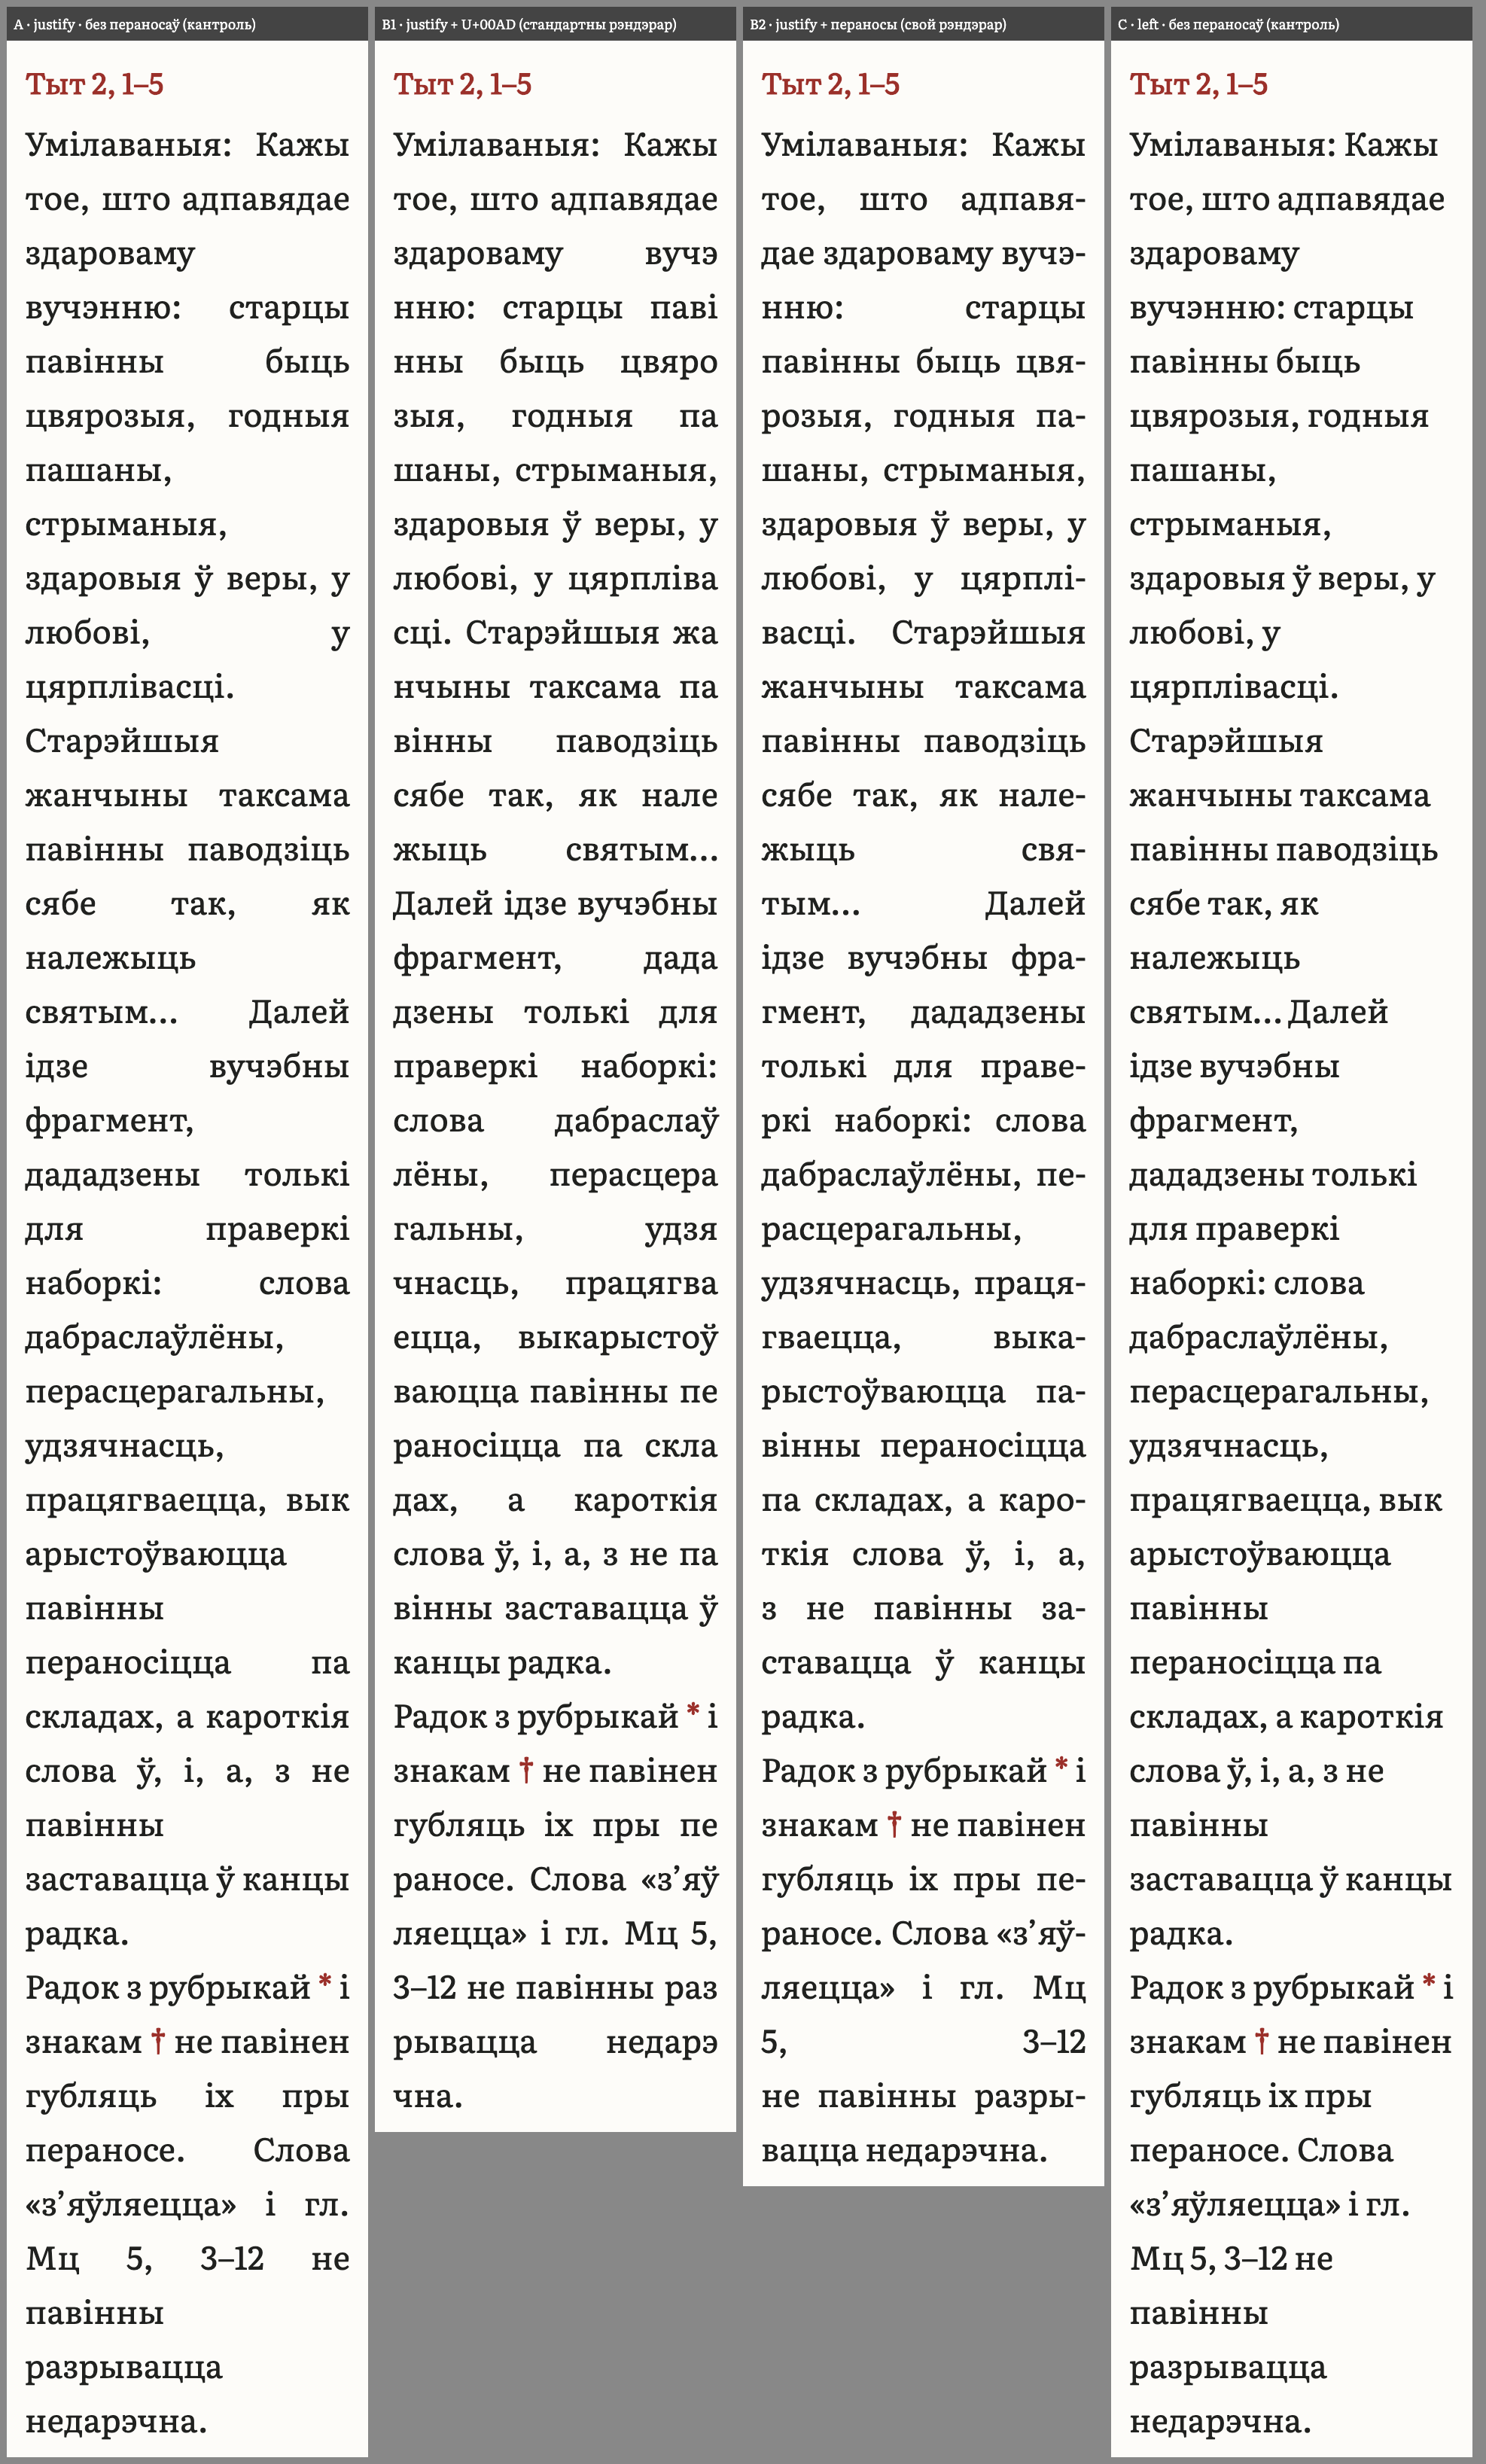 A · justify · без пераносаў (кантроль)
Тыт 2, 1–5
Умілаваныя: Кажы
тое, што адпавядае
здароваму
вучэнню: старцы
павінны быць
цвярозыя, годныя
пашаны,
стрыманыя,
здаровыя ў веры, у
любові, у
цярплівасці.
Старэйшыя
жанчыны таксама
павінны паводзіць
сябе так, як
належыць
святым… Далей
ідзе вучэбны
фрагмент,
дададзены толькі
для праверкі
наборкі: слова
дабраслаўлёны,
перасцерагальны,
удзячнасць,
працягваецца, вык
арыстоўваюцца
павінны
пераносіцца па
складах, а кароткія
слова ў, і, а, з не
павінны
заставацца ў канцы
радка.
Радок з рубрыкай * і
знакам † не павінен
губляць іх пры
пераносе. Слова
«з’яўляецца» і гл.
Мц 5, 3–12 не
павінны
разрывацца
недарэчна.
B1 · justify + U+00AD (стандартны рэндэрар)
Тыт 2, 1–5
Умілаваныя: Кажы
тое, што адпавядае
здароваму вучэ
нню: старцы паві
нны быць цвяро
зыя, годныя па
шаны, стрыманыя,
здаровыя ў веры, у
любові, у цярпліва
сці. Старэйшыя жа
нчыны таксама па
вінны паводзіць
сябе так, як нале
жыць святым…
Далей ідзе вучэбны
фрагмент, дада
дзены толькі для
праверкі наборкі:
слова дабраслаў
лёны, перасцера
гальны, удзя
чнасць, працягва
ецца, выкарыстоў
ваюцца павінны пе
раносіцца па скла
дах, а кароткія
слова ў, і, а, з не па
вінны заставацца ў
канцы радка.
Радок з рубрыкай * і
знакам † не павінен
губляць іх пры пе
раносе. Слова «з’яў
ляецца» і гл. Мц 5,
3–12 не павінны раз
рывацца недарэ
чна.
B2 · justify + пераносы (свой рэндэрар)
Тыт 2, 1–5
Умілаваныя: Кажы
тое, што адпавя-
дае здароваму вучэ-
нню: старцы
павінны быць цвя-
розыя, годныя па-
шаны, стрыманыя,
здаровыя ў веры, у
любові, у цярплі-
васці. Старэйшыя
жанчыны таксама
павінны паводзіць
сябе так, як нале-
жыць свя-
тым… Далей
ідзе вучэбны фра-
гмент, дададзены
толькі для праве-
ркі наборкі: слова
дабраслаўлёны, пе-
расцерагальны,
удзячнасць, праця-
гваецца, выка-
рыстоўваюцца па-
вінны пераносіцца
па складах, а каро-
ткія слова ў, і, а,
з не павінны за-
ставацца ў канцы
радка.
Радок з рубрыкай * і
знакам † не павінен
губляць іх пры пе-
раносе. Слова «з’яў-
ляецца» і гл. Мц
5, 3–12
не павінны разры-
вацца недарэчна.
C · left · без пераносаў (кантроль)
Тыт 2, 1–5
Умілаваныя: Кажы
тое, што адпавядае
здароваму
вучэнню: старцы
павінны быць
цвярозыя, годныя
пашаны,
стрыманыя,
здаровыя ў веры, у
любові, у
цярплівасці.
Старэйшыя
жанчыны таксама
павінны паводзіць
сябе так, як
належыць
святым… Далей
ідзе вучэбны
фрагмент,
дададзены толькі
для праверкі
наборкі: слова
дабраслаўлёны,
перасцерагальны,
удзячнасць,
працягваецца, вык
арыстоўваюцца
павінны
пераносіцца па
складах, а кароткія
слова ў, і, а, з не
павінны
заставацца ў канцы
радка.
Радок з рубрыкай * і
знакам † не павінен
губляць іх пры
пераносе. Слова
«з’яўляецца» і гл.
Мц 5, 3–12 не
павінны
разрывацца
недарэчна.